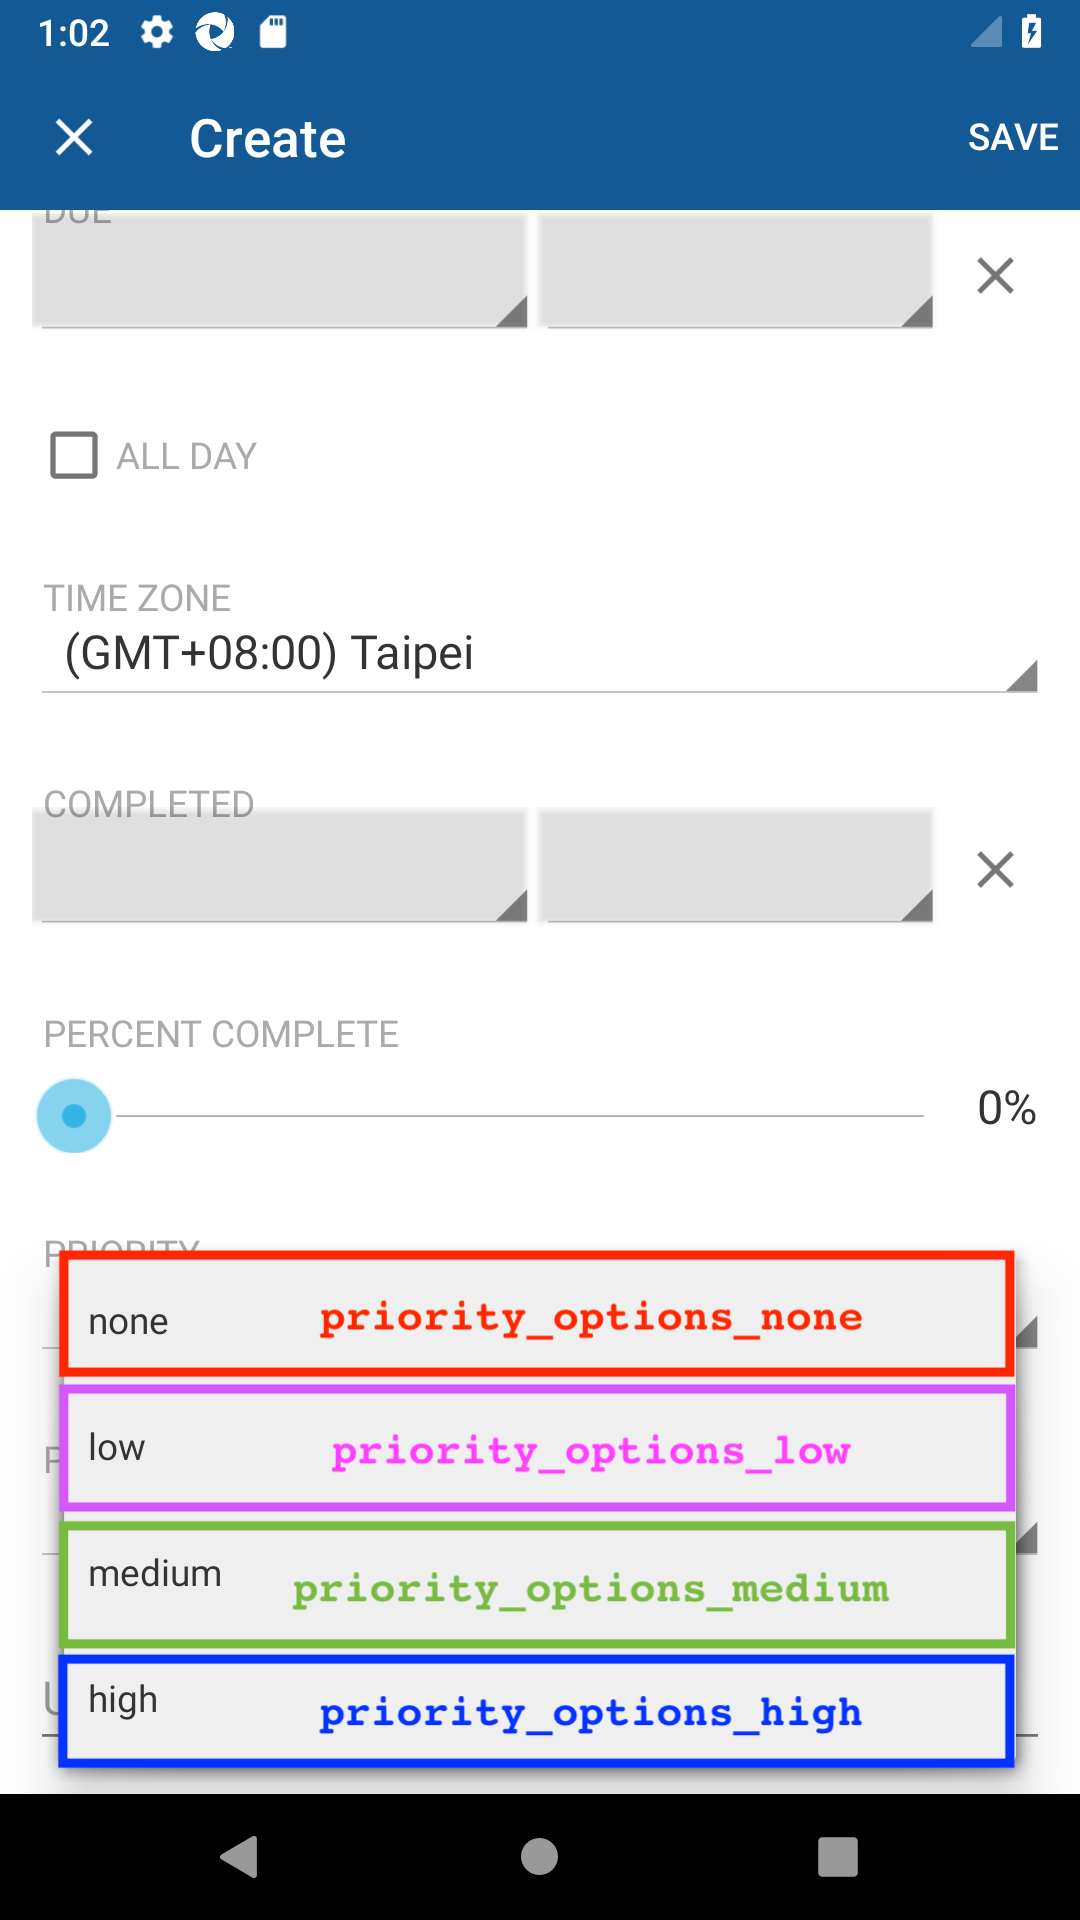 1:02
Create
SAVE
DUE
ALL DAY
TIME ZONE
(GMT+08:00) Taipei
COMPLETED
PERCENT COMPLETE
0%
PRIORITY
none priority_options_none
low priority_options_low
medium priority_options_medium
high priority_options_high